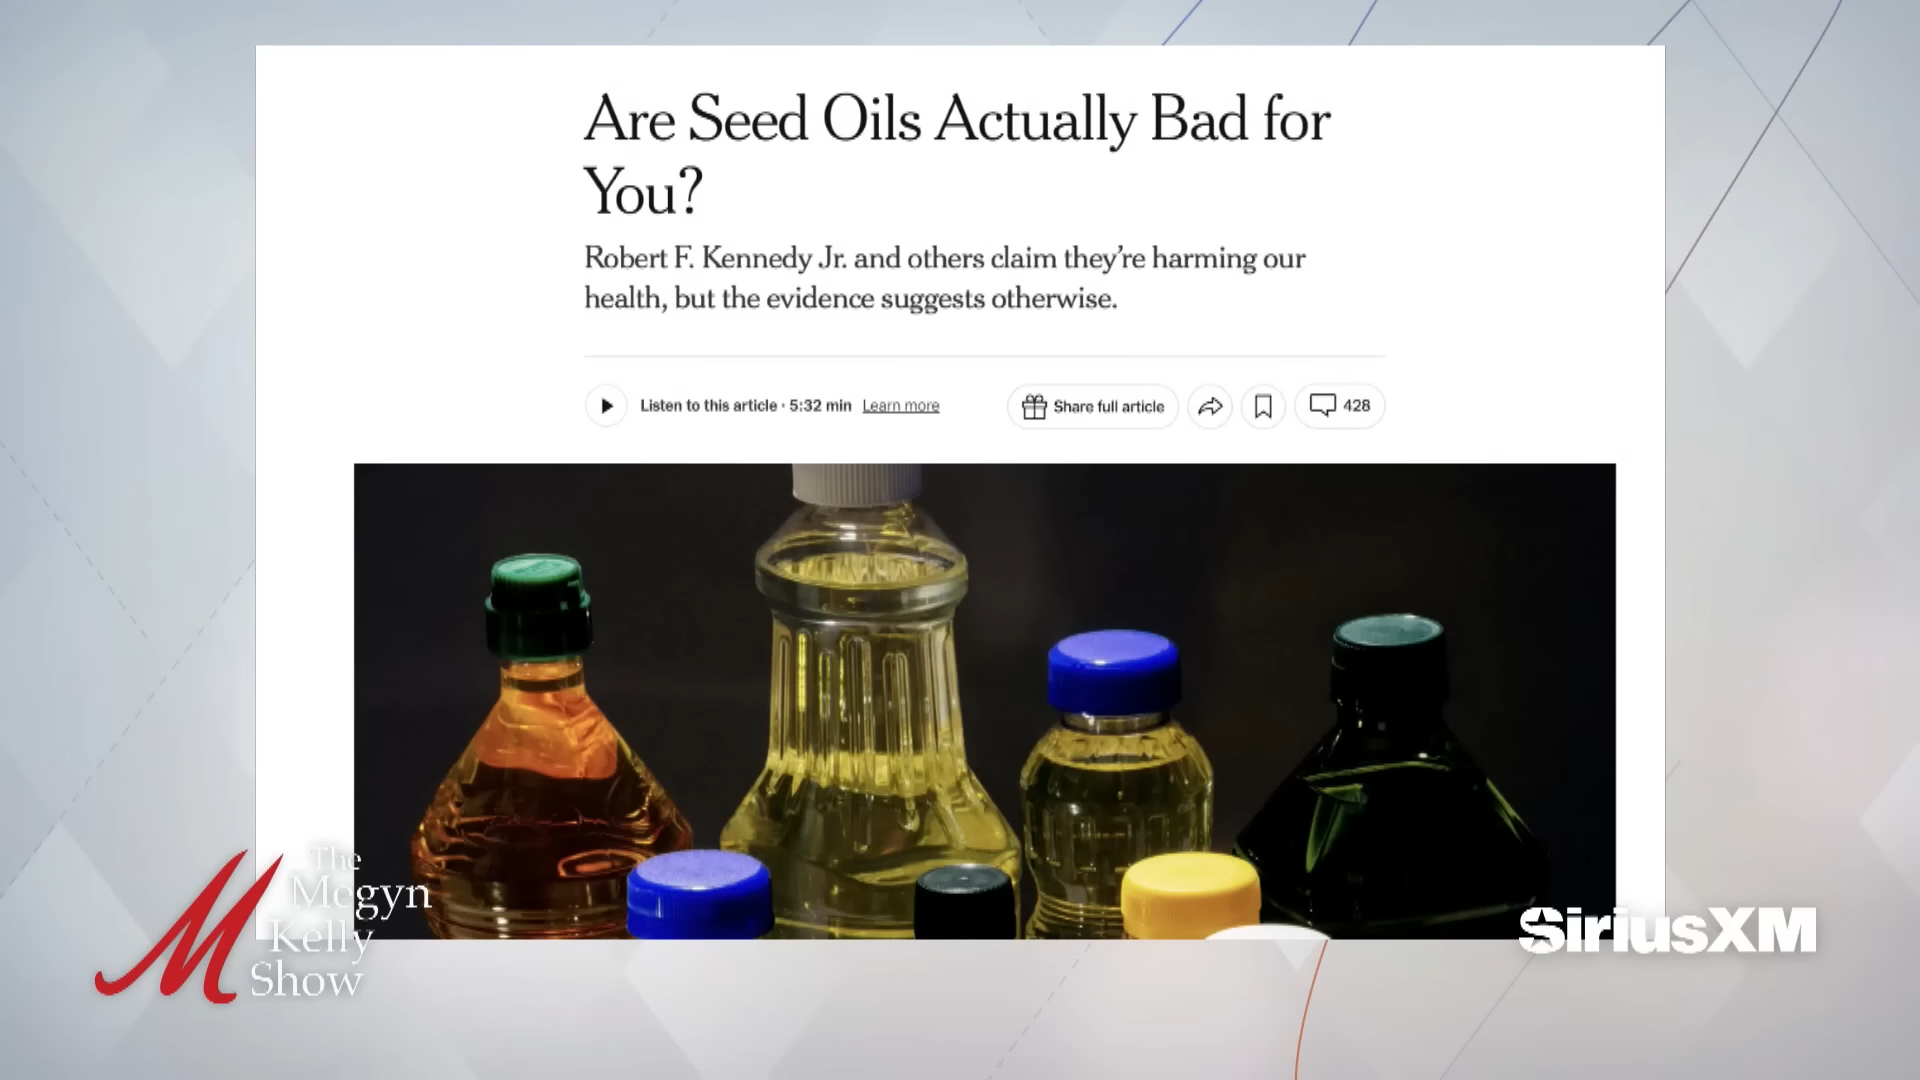 Are Seed Oils Actually Bad for
You?
Robert F. Kennedy Jr. and others claim they’re harming our
health, but the evidence suggests otherwise.
Listen to this article · 5:32 min Learn more
Share full article
428
The
Megyn
Kelly
Show
SiriusXM